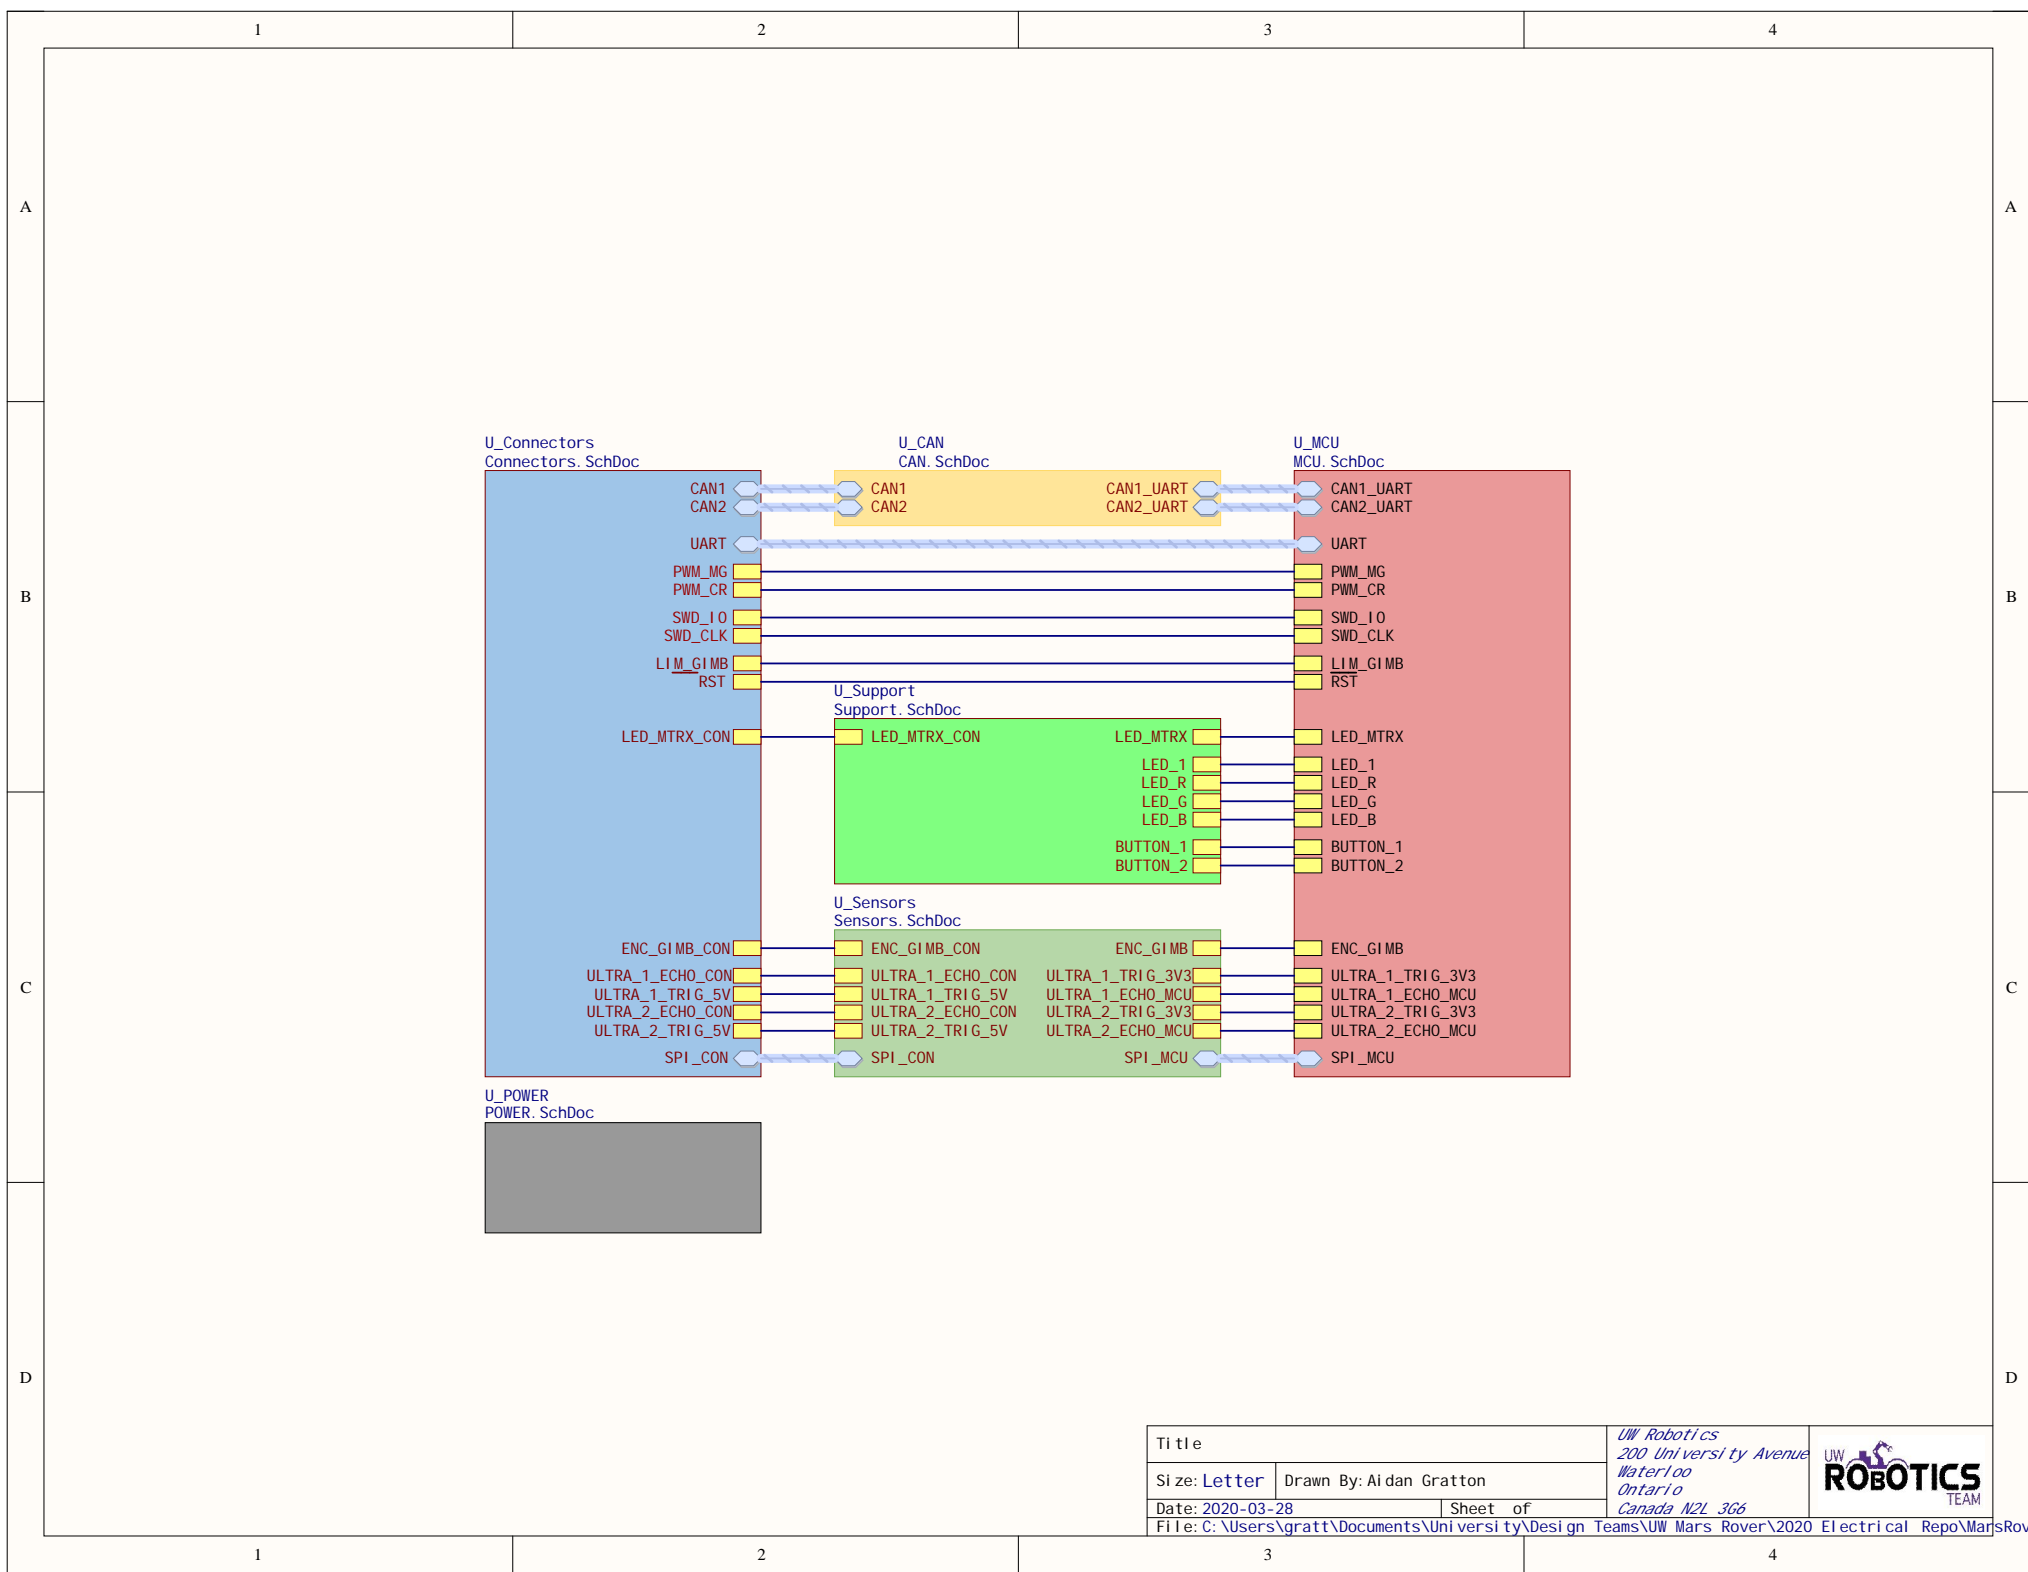 1 2 3 4
A A
U_Connectors U_CAN U_MCU
Connectors.SchDoc CAN.SchDoc MCU.SchDoc
CAN1 CAN1 CAN1_UART CAN1_UART
CAN2 CAN2 CAN2_UART CAN2_UART
UART UART
PWM_MG PWM_MG
PWM_CR PWM_CR
B B
SWD_IO SWD_IO
SWD_CLK SWD_CLK
LIM_GIMB LIM_GIMB
RST RST
U_Support
Support.SchDoc
LED_MTRX_CON LED_MTRX_CON LED_MTRX LED_MTRX
LED_1 LED_1
LED_R LED_R
LED_G LED_G
LED_B LED_B
BUTTON_1 BUTTON_1
BUTTON_2 BUTTON_2
U_Sensors
Sensors.SchDoc
ENC_GIMB_CON ENC_GIMB_CON ENC_GIMB ENC_GIMB
ULTRA_1_ECHO_CON ULTRA_1_ECHO_CON ULTRA_1_TRIG_3V3 ULTRA_1_TRIG_3V3
C C
ULTRA_1_TRIG_5V ULTRA_1_TRIG_5V ULTRA_1_ECHO_MCU ULTRA_1_ECHO_MCU
ULTRA_2_ECHO_CON ULTRA_2_ECHO_CON ULTRA_2_TRIG_3V3 ULTRA_2_TRIG_3V3
ULTRA_2_TRIG_5V ULTRA_2_TRIG_5V ULTRA_2_ECHO_MCU ULTRA_2_ECHO_MCU
SPI_CON SPI_CON SPI_MCU SPI_MCU
U_POWER
POWER.SchDoc
D D
Title
Size: Letter Drawn By: Aidan Gratton
Date: 2020-03-28 Sheet of
File: C:\Users\gratt\Documents\University\Design Teams\UW Mars Rover\2020 Electrical Repo\MarsRov
UW Robotics
200 University Avenue
Waterloo
Ontario
Canada N2L 3G6
UW
ROBOTICS
TEAM
1 2 3 4